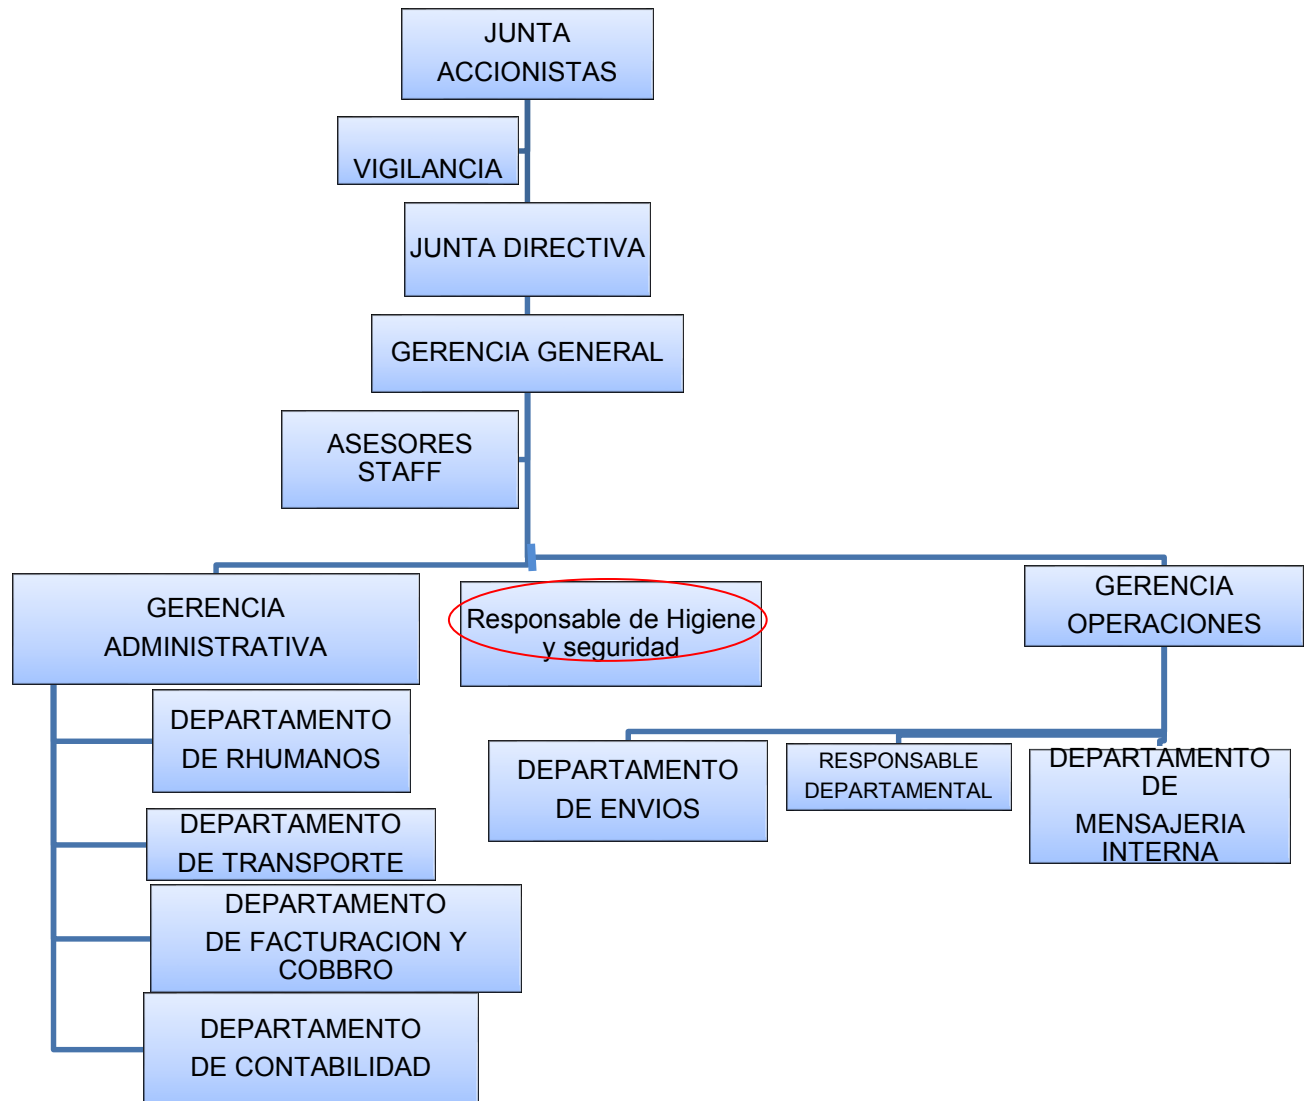 JUNTA
ACCIONISTAS
VIGILANCIA
JUNTA DIRECTIVA
GERENCIA GENERAL
ASESORES
STAFF
GERENCIA
ADMINISTRATIVA
Responsable de Higiene
y seguridad
GERENCIA
OPERACIONES
DEPARTAMENTO
DE RHUMANOS
DEPARTAMENTO
DE TRANSPORTE
DEPARTAMENTO
DE FACTURACION Y
COBBRO
DEPARTAMENTO
DE CONTABILIDAD
DEPARTAMENTO
DE ENVIOS
RESPONSABLE
DEPARTAMENTAL
DEPARTAMENTO
DE
MENSAJERIA
INTERNA